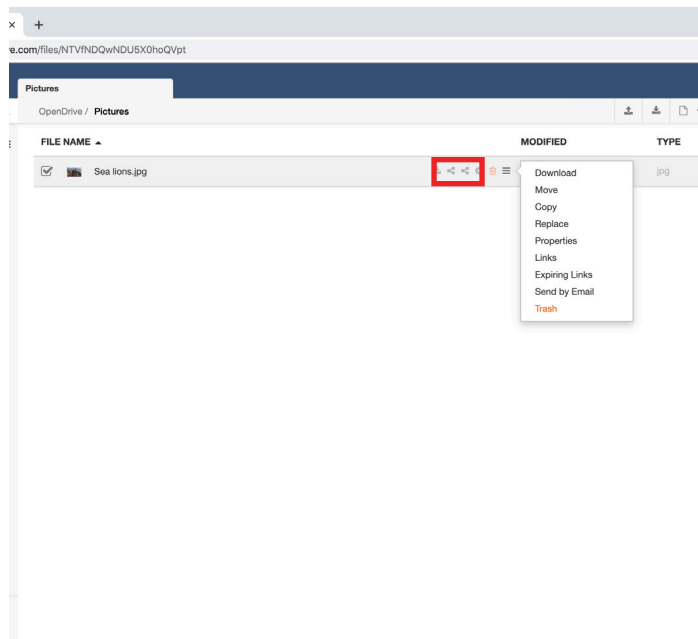 × +
e.com/files/NTVfNDQwNDU5X0hoQVpt
Pictures
OpenDrive / Pictures
FILE NAME MODIFIED TYPE
Sea lions.jpg jpg
Download
Move
Copy
Replace
Properties
Links
Expiring Links
Send by Email
Trash